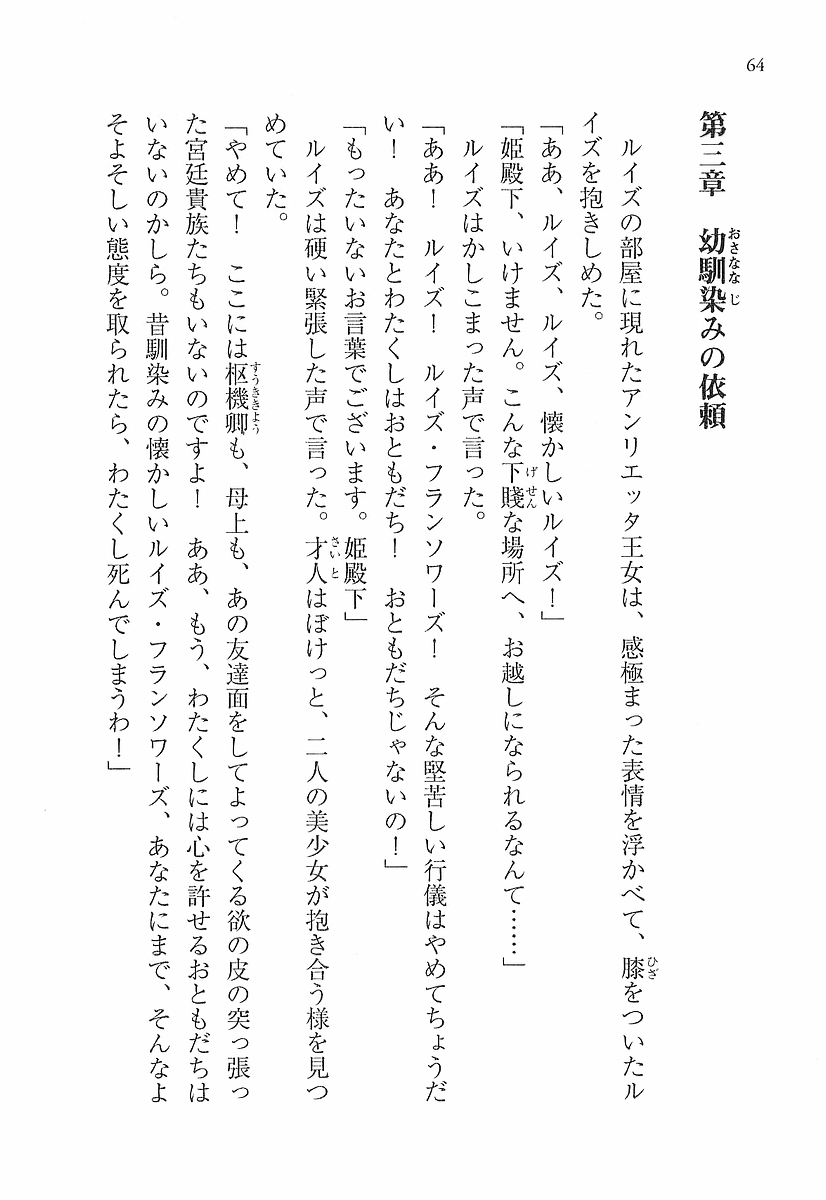 64
第三章　幼馴染みの依頼
おさななじ
ルイズの部屋に現れたアンリエッタ王女は、感極まった表情を浮かべて、膝をついたル
ひざ
イズを抱きしめた。
「ああ、ルイズ、ルイズ、懐かしいルイズ！」
「姫殿下、いけません。こんな下賤な場所へ、お越しになられるなんて……」
げせん
ルイズはかしこまった声で言った。
「ああ！　ルイズ！　ルイズ・フランソワーズ！　そんな堅苦しい行儀はやめてちょうだ
い！　あなたとわたくしはおともだち！　おともだちじゃないの！」
「もったいないお言葉でございます。姫殿下」
ルイズは硬い緊張した声で言った。才人はぼけっと、二人の美少女が抱き合う様を見つ
さいと
めていた。
「やめて！　ここには枢機卿も、母上も、あの友達面をしてよってくる欲の皮の突っ張っ
すうききょう
た宮廷貴族たちもいないのですよ！　ああ、もう、わたくしには心を許せるおともだちは
いないのかしら。昔馴染みの懐かしいルイズ・フランソワーズ、あなたにまで、そんなよ
そよそしい態度を取られたら、わたくし死んでしまうわ！」